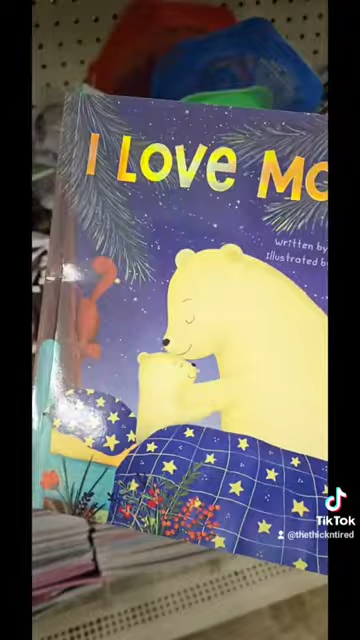 I LOVE MO
written by
Illustrated b
TikTok
@thethickntired